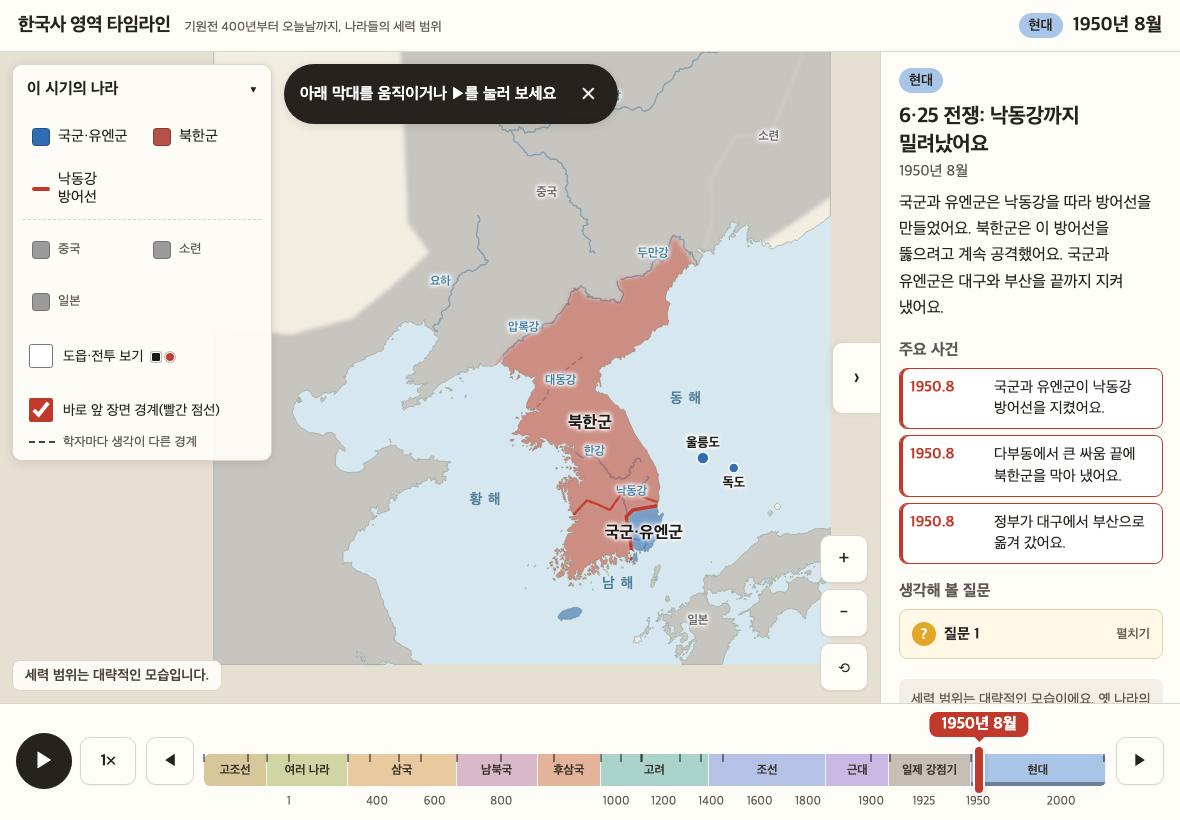 한국사 영역 타임라인
기원전 400년부터 오늘날까지, 나라들의 세력 범위
현대
1950년 8월
이 시기의 나라
국군·유엔군
북한군
낙동강
방어선
중국
소련
일본
도읍·전투 보기
바로 앞 장면 경계(빨간 점선)
학자마다 생각이 다른 경계
아래 막대를 움직이거나 ▶를 눌러 보세요
소련
중국
두만강
요하
압록강
대동강
동해
북한군
울릉도
한강
독도
낙동강
황해
국군·유엔군
남해
일본
세력 범위는 대략적인 모습입니다.
현대
6·25 전쟁: 낙동강까지
밀려났어요
1950년 8월
국군과 유엔군은 낙동강을 따라 방어선을
만들었어요. 북한군은 이 방어선을
뚫으려고 계속 공격했어요. 국군과
유엔군은 대구와 부산을 끝까지 지켜
냈어요.
주요 사건
1950.8
국군과 유엔군이 낙동강
방어선을 지켰어요.
1950.8
다부동에서 큰 싸움 끝에
북한군을 막아 냈어요.
1950.8
정부가 대구에서 부산으로
옮겨 갔어요.
생각해 볼 질문
? 질문 1
펼치기
세력 범위는 대략적인 모습이에요. 옛 나라의
1950년 8월
1×
고조선
여러 나라
삼국
남북국
후삼국
고려
조선
근대
일제 강점기
현대
1
400
600
800
1000
1200
1400
1600
1800
1900
1925
1950
2000